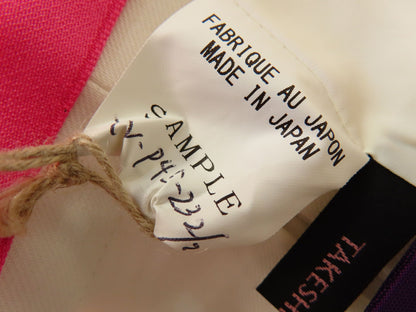 FABRIQUE AU JAPON
MADE IN JAPAN
SAMPLE
TAKESH